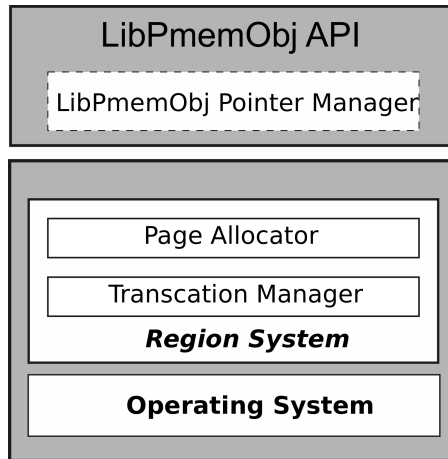 LibPmemObj API
LibPmemObj Pointer Manager
Page Allocator
Transcation Manager
Region System
Operating System